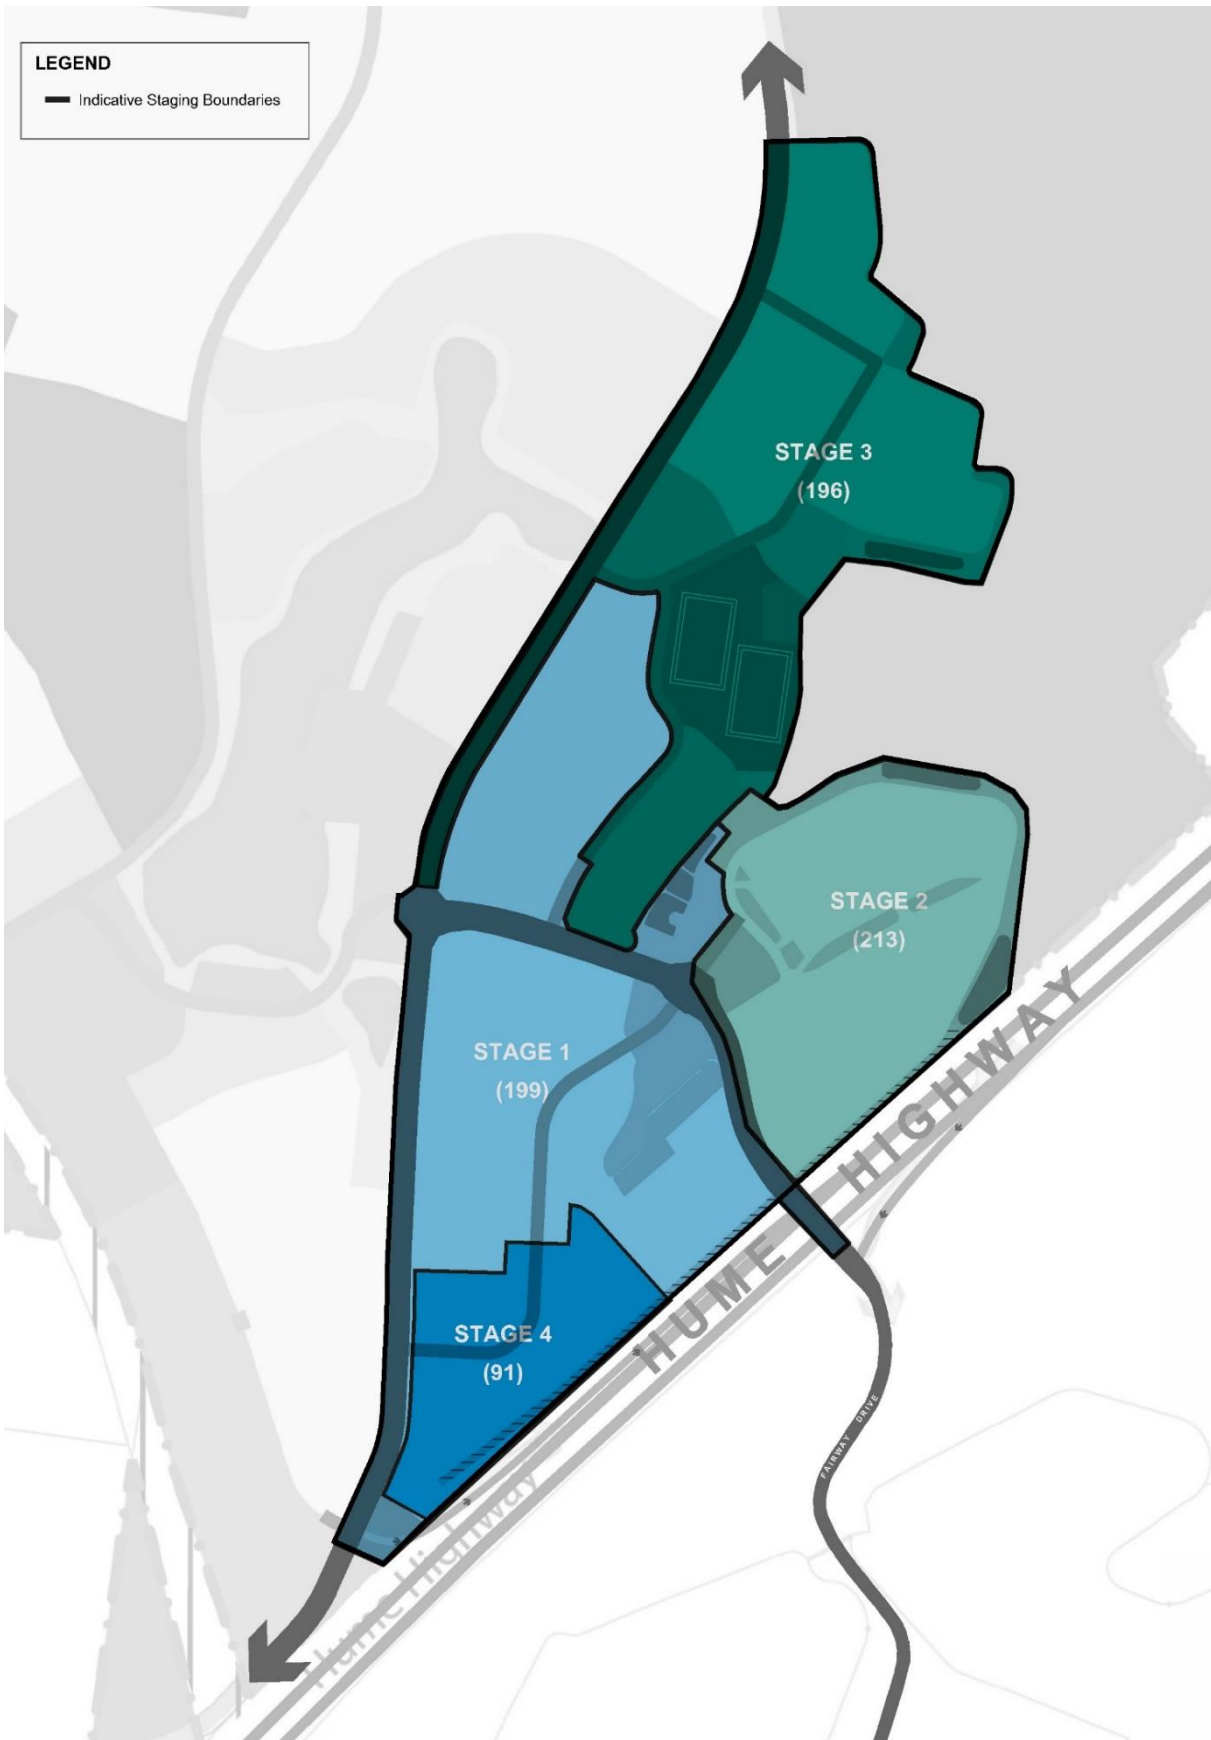 LEGEND
Indicative Staging Boundaries
STAGE 3
(196)
STAGE 2
(213)
STAGE 1
(199)
STAGE 4
(91)
HUME HIGHWAY
FAIRWAY DRIVE
Hume Highway